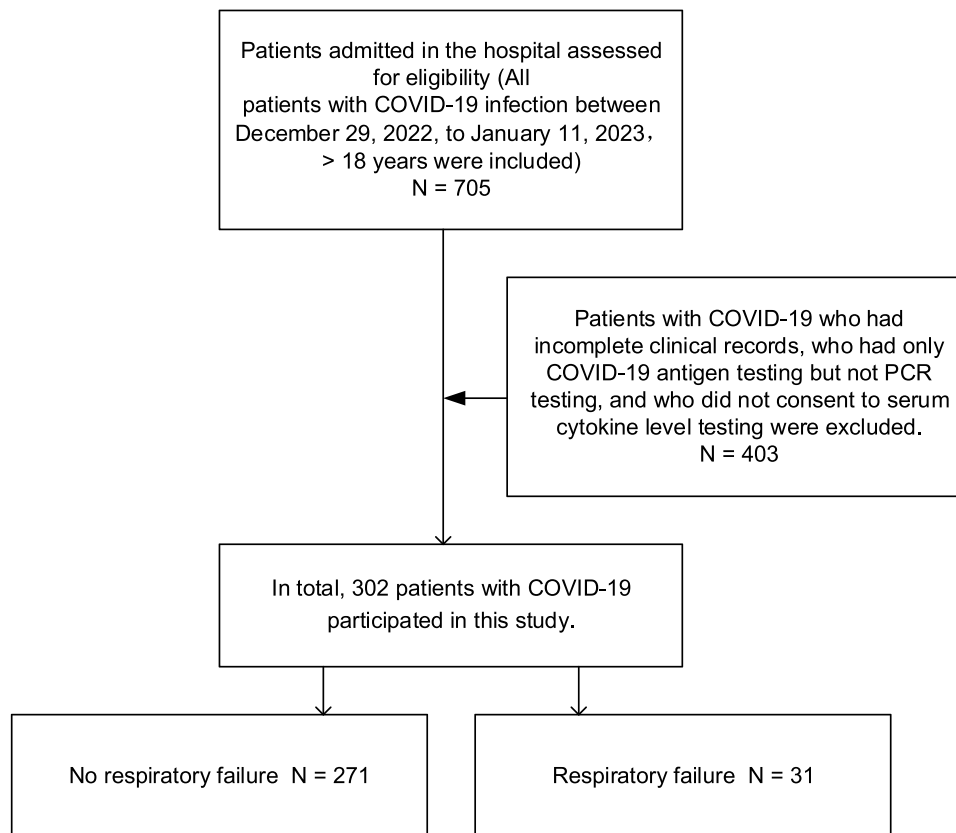 Patients admitted in the hospital assessed
for eligibility (All
patients with COVID-19 infection between
December 29, 2022, to January 11, 2023，
> 18 years were included)
N = 705
Patients with COVID-19 who had
incomplete clinical records, who had only
COVID-19 antigen testing but not PCR
testing, and who did not consent to serum
cytokine level testing were excluded.
N = 403
In total, 302 patients with COVID-19
participated in this study.
No respiratory failure N = 271
Respiratory failure N = 31